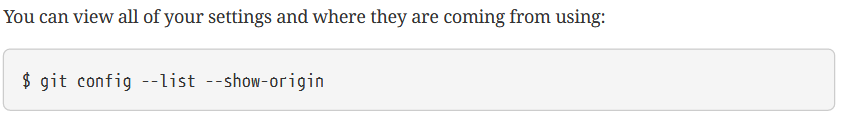 You can view all of your settings and where they are coming from using:
$ git config --list --show-origin